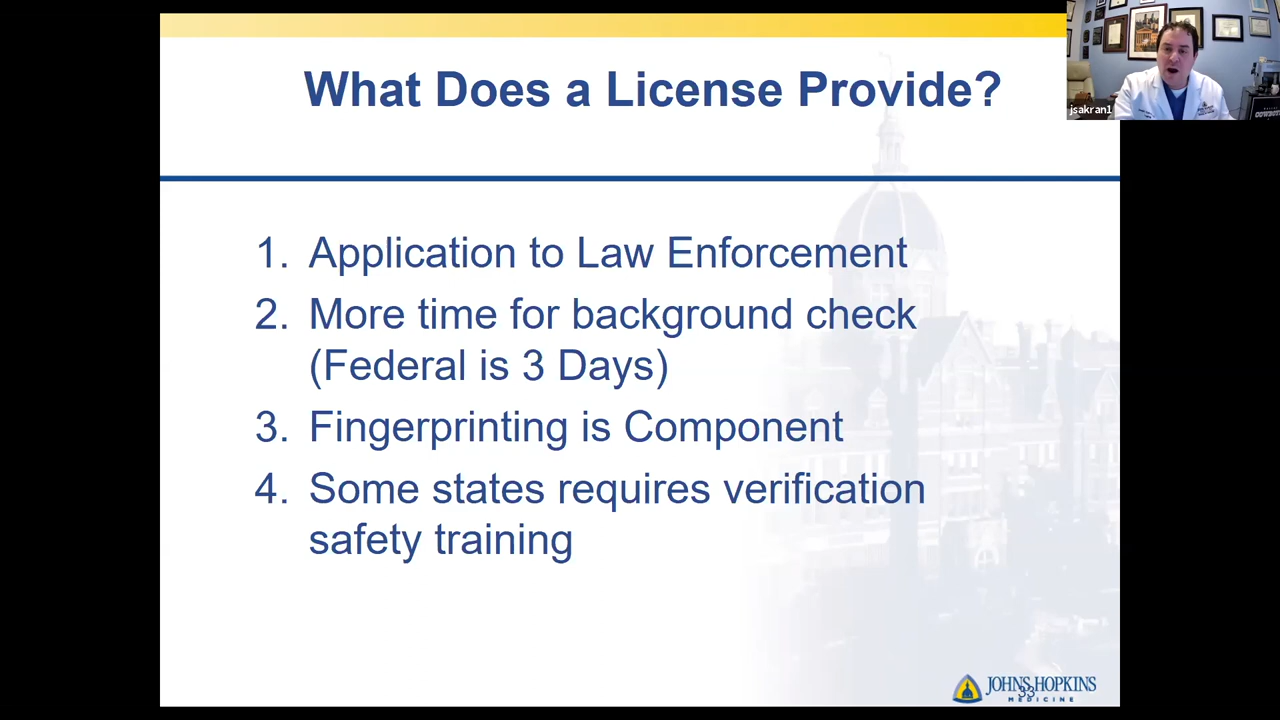 What Does a License Provide?
jsakran1
1. Application to Law Enforcement
2. More time for background check
(Federal is 3 Days)
3. Fingerprinting is Component
4. Some states requires verification
safety training
JOHNS HOPKINS
MEDICINE
33